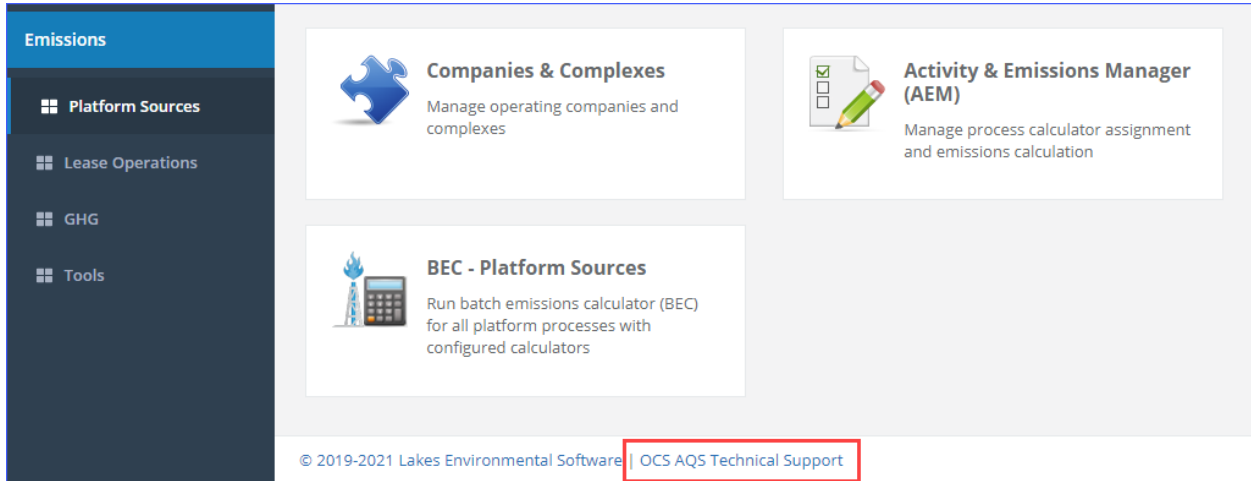 Emissions
Platform Sources
Lease Operations
GHG
Tools
Companies & Complexes
Manage operating companies and
complexes
Activity & Emissions Manager
(AEM)
Manage process calculator assignment
and emissions calculation
BEC - Platform Sources
Run batch emissions calculator (BEC)
for all platform processes with
configured calculators
© 2019-2021 Lakes Environmental Software | OCS AQS Technical Support